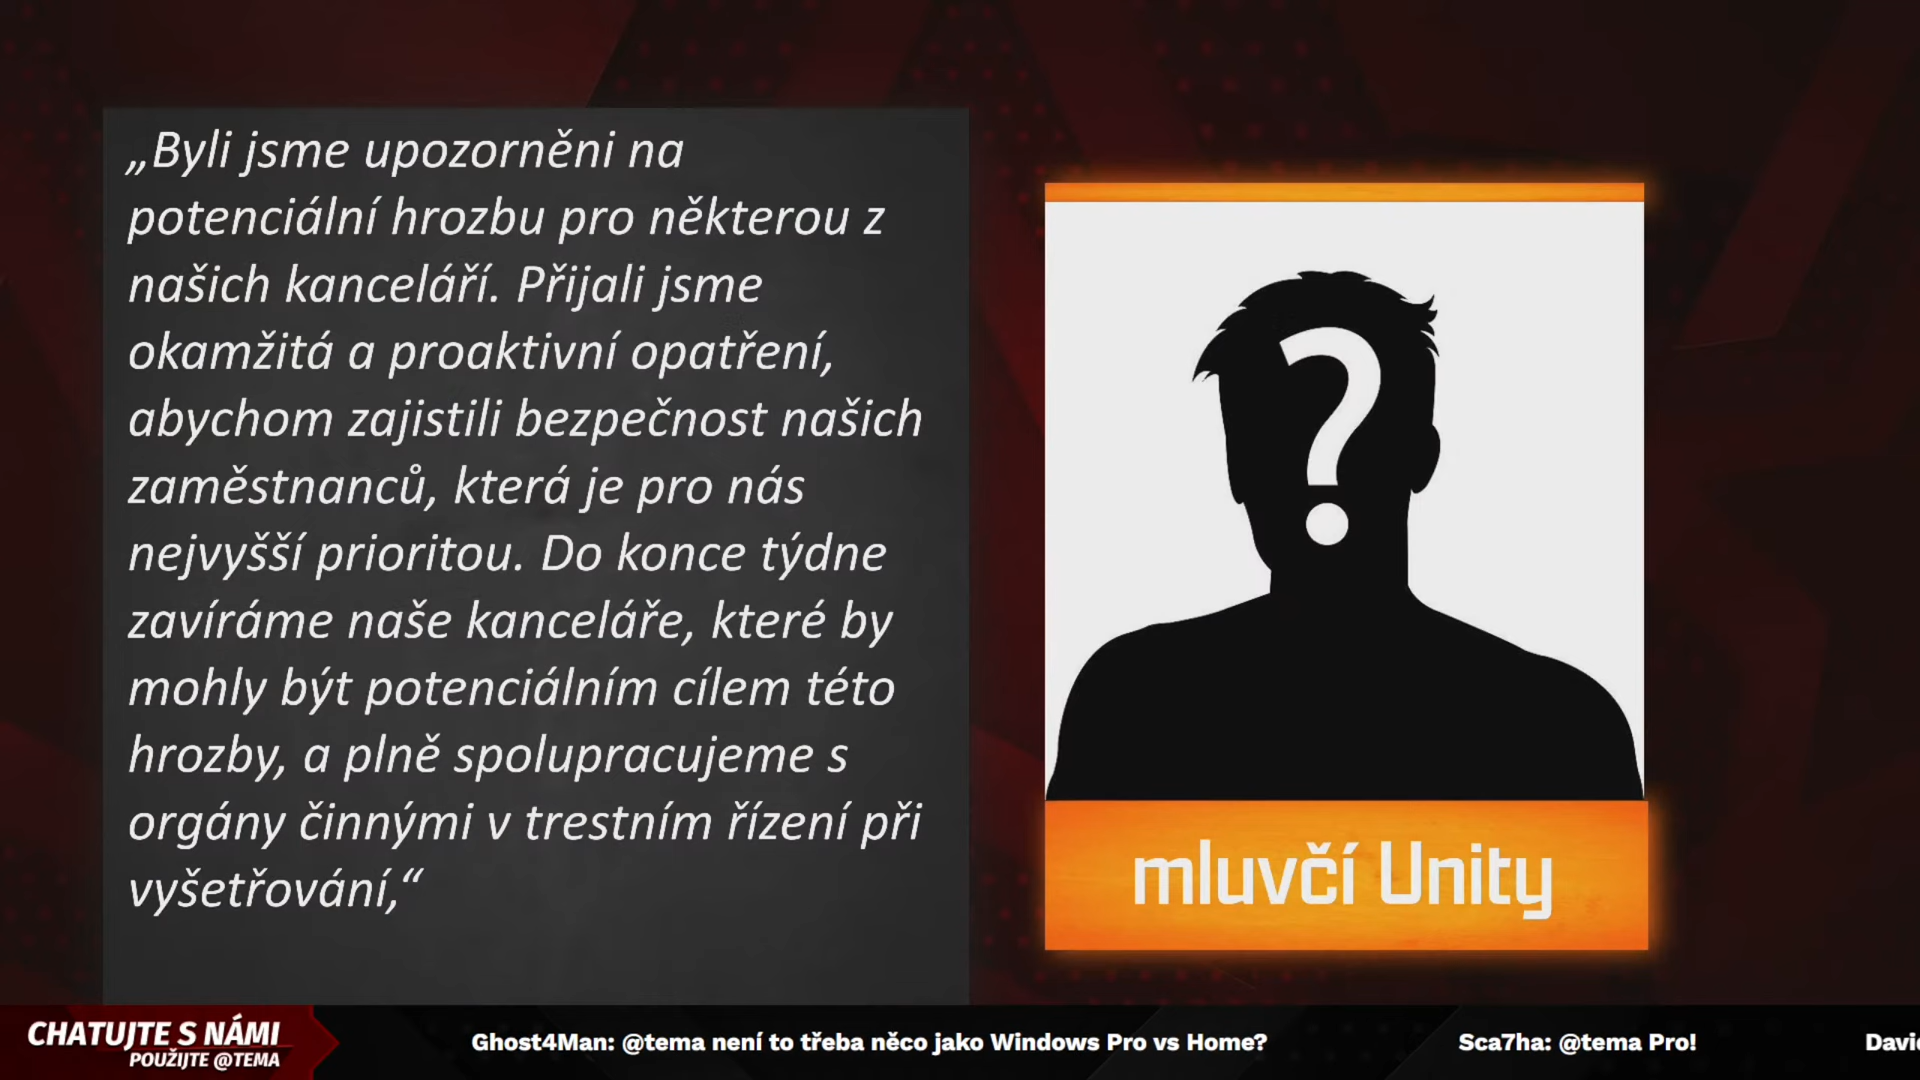 „Byli jsme upozorněni na
potenciální hrozbu pro některou z
našich kanceláří. Přijali jsme
okamžitá a proaktivní opatření,
abychom zajistili bezpečnost našich
zaměstnanců, která je pro nás
nejvyšší prioritou. Do konce týdne
zavíráme naše kanceláře, které by
mohly být potenciálním cílem této
hrozby, a plně spolupracujeme s
orgány činnými v trestním řízení při
vyšetřování,“
?
mluvčí Unity
CHATUJTE S NÁMI
POUŽIJTE @TEMA
Ghost4Man: @tema není to třeba něco jako Windows Pro vs Home? Sca7ha: @tema Pro!